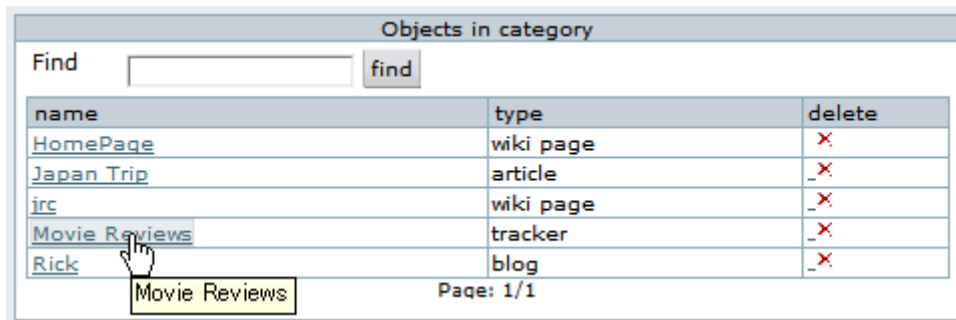 Objects in category
Find find
name type delete
HomePage wiki page
Japan Trip article
jrc wiki page
Movie Reviews tracker
Rick blog
Movie Reviews Page: 1/1